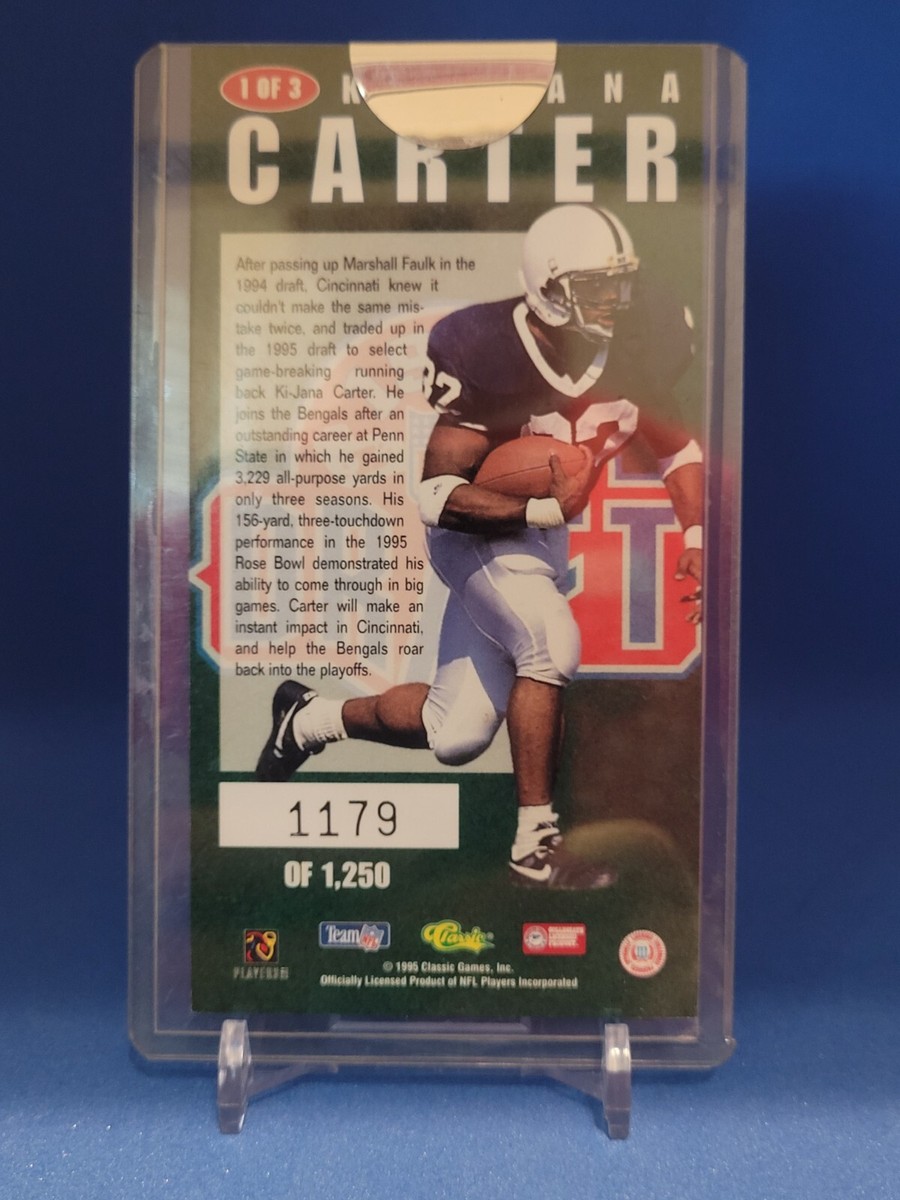 1 OF 3
K ANA
CARTER
After passing up Marshall Faulk in the
1994 draft, Cincinnati knew it
couldn't make the same mis-
take twice, and traded up in
the 1995 draft to select
game-breaking running
back Ki-Jana Carter. He
joins the Bengals after an
outstanding career at Penn
State in which he gained
3,229 all-purpose yards in
only three seasons. His
156-yard, three-touchdown
performance in the 1995
Rose Bowl demonstrated his
ability to come through in big
games. Carter will make an
instant impact in Cincinnati,
and help the Bengals roar
back into the playoffs.
32
1179
OF 1,250
PLAYERS
Team NFL
Classic
© 1995 Classic Games, Inc.
Officially Licensed Product of NFL Players Incorporated